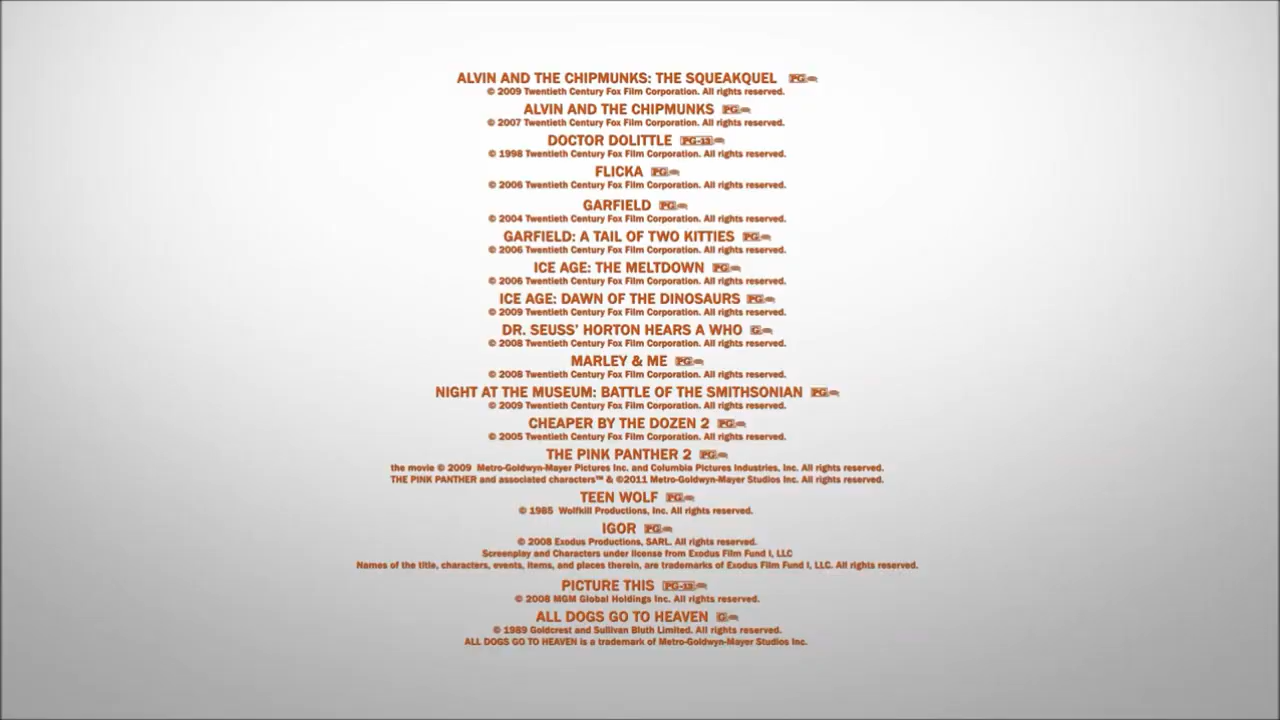 ALVIN AND THE CHIPMUNKS: THE SQUEAKQUEL PG
© 2009 Twentieth Century Fox Film Corporation. All rights reserved.
ALVIN AND THE CHIPMUNKS PG
© 2007 Twentieth Century Fox Film Corporation. All rights reserved.
DOCTOR DOLITTLE PG-13
© 1998 Twentieth Century Fox Film Corporation. All rights reserved.
FLICKA PG
© 2006 Twentieth Century Fox Film Corporation. All rights reserved.
GARFIELD PG
© 2004 Twentieth Century Fox Film Corporation. All rights reserved.
GARFIELD: A TAIL OF TWO KITTIES PG
© 2006 Twentieth Century Fox Film Corporation. All rights reserved.
ICE AGE: THE MELTDOWN PG
© 2006 Twentieth Century Fox Film Corporation. All rights reserved.
ICE AGE: DAWN OF THE DINOSAURS PG
© 2009 Twentieth Century Fox Film Corporation. All rights reserved.
DR. SEUSS’ HORTON HEARS A WHO G
© 2008 Twentieth Century Fox Film Corporation. All rights reserved.
MARLEY & ME PG
© 2008 Twentieth Century Fox Film Corporation. All rights reserved.
NIGHT AT THE MUSEUM: BATTLE OF THE SMITHSONIAN PG
© 2009 Twentieth Century Fox Film Corporation. All rights reserved.
CHEAPER BY THE DOZEN 2 PG
© 2005 Twentieth Century Fox Film Corporation. All rights reserved.
THE PINK PANTHER 2 PG
the movie © 2009 Metro-Goldwyn-Mayer Pictures Inc. and Columbia Pictures Industries, Inc. All rights reserved.
THE PINK PANTHER and associated characters™ & ©2011 Metro-Goldwyn-Mayer Studios Inc. All rights reserved.
TEEN WOLF PG
© 1985 Wolfkill Productions, Inc. All rights reserved.
IGOR PG
© 2008 Exodus Productions, SARL. All rights reserved.
Screenplay and Characters under license from Exodus Film Fund I, LLC
Names of the title, characters, events, items, and places therein, are trademarks of Exodus Film Fund I, LLC. All rights reserved.
PICTURE THIS PG-13
© 2008 MGM Global Holdings Inc. All rights reserved.
ALL DOGS GO TO HEAVEN G
© 1989 Goldcrest and Sullivan Bluth Limited. All rights reserved.
ALL DOGS GO TO HEAVEN is a trademark of Metro-Goldwyn-Mayer Studios Inc.